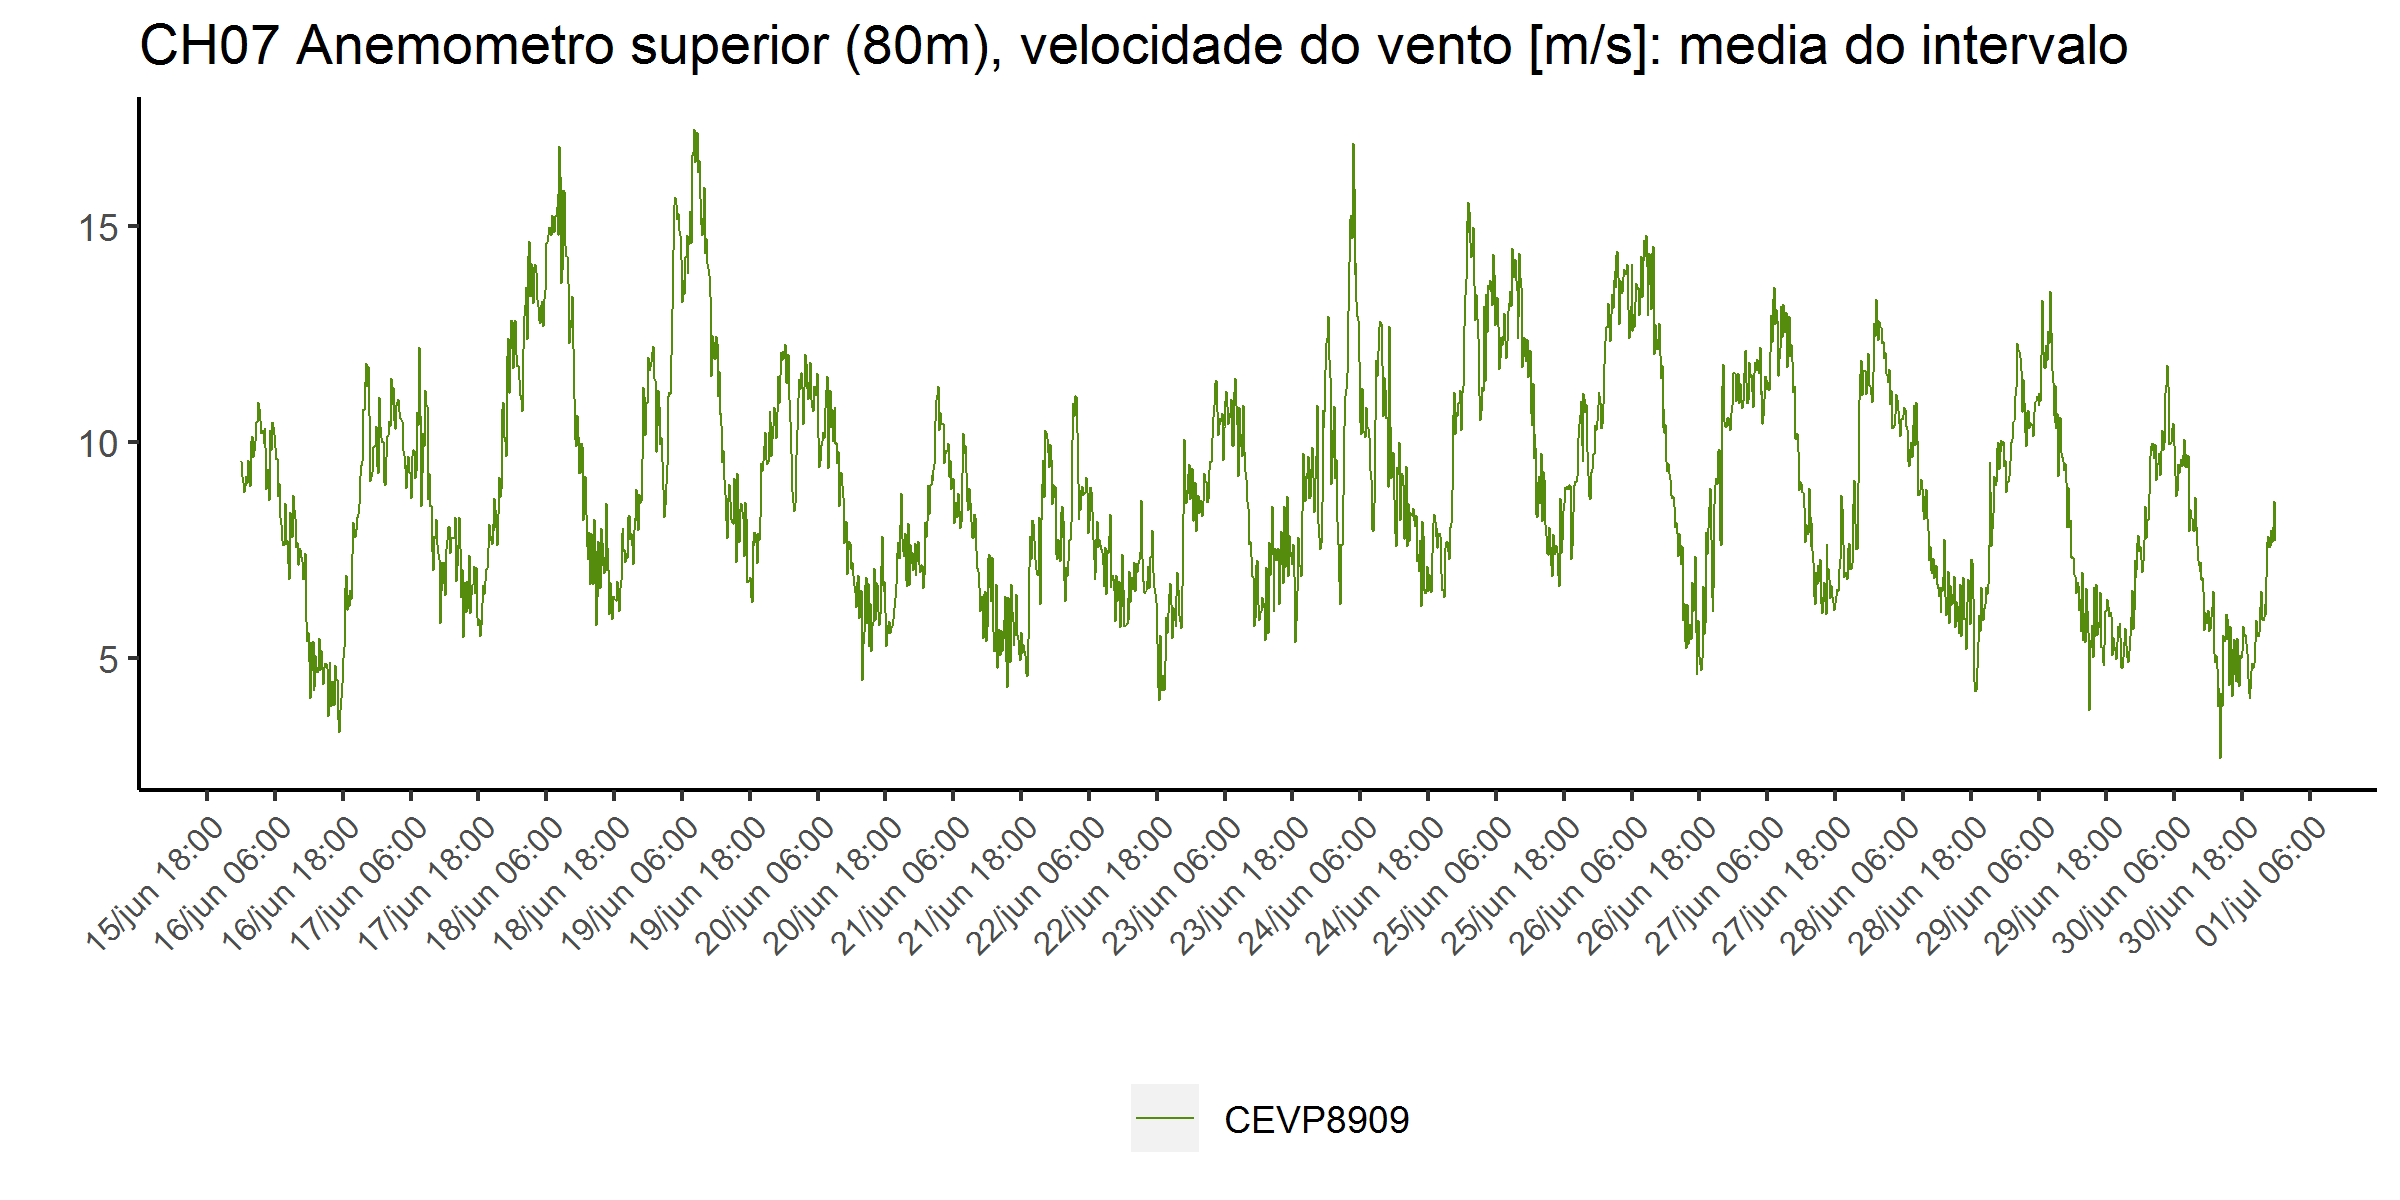 CH07 Anemometro superior (80m), velocidade do vento [m/s]: media do intervalo
15
10
5
15/jun 18:00
16/jun 06:00
16/jun 18:00
17/jun 06:00
17/jun 18:00
18/jun 06:00
18/jun 18:00
19/jun 06:00
19/jun 18:00
20/jun 06:00
20/jun 18:00
21/jun 06:00
21/jun 18:00
22/jun 06:00
22/jun 18:00
23/jun 06:00
23/jun 18:00
24/jun 06:00
24/jun 18:00
25/jun 06:00
25/jun 18:00
26/jun 06:00
26/jun 18:00
27/jun 06:00
27/jun 18:00
28/jun 06:00
28/jun 18:00
29/jun 06:00
29/jun 18:00
30/jun 06:00
30/jun 18:00
01/jul 06:00
CEVP8909